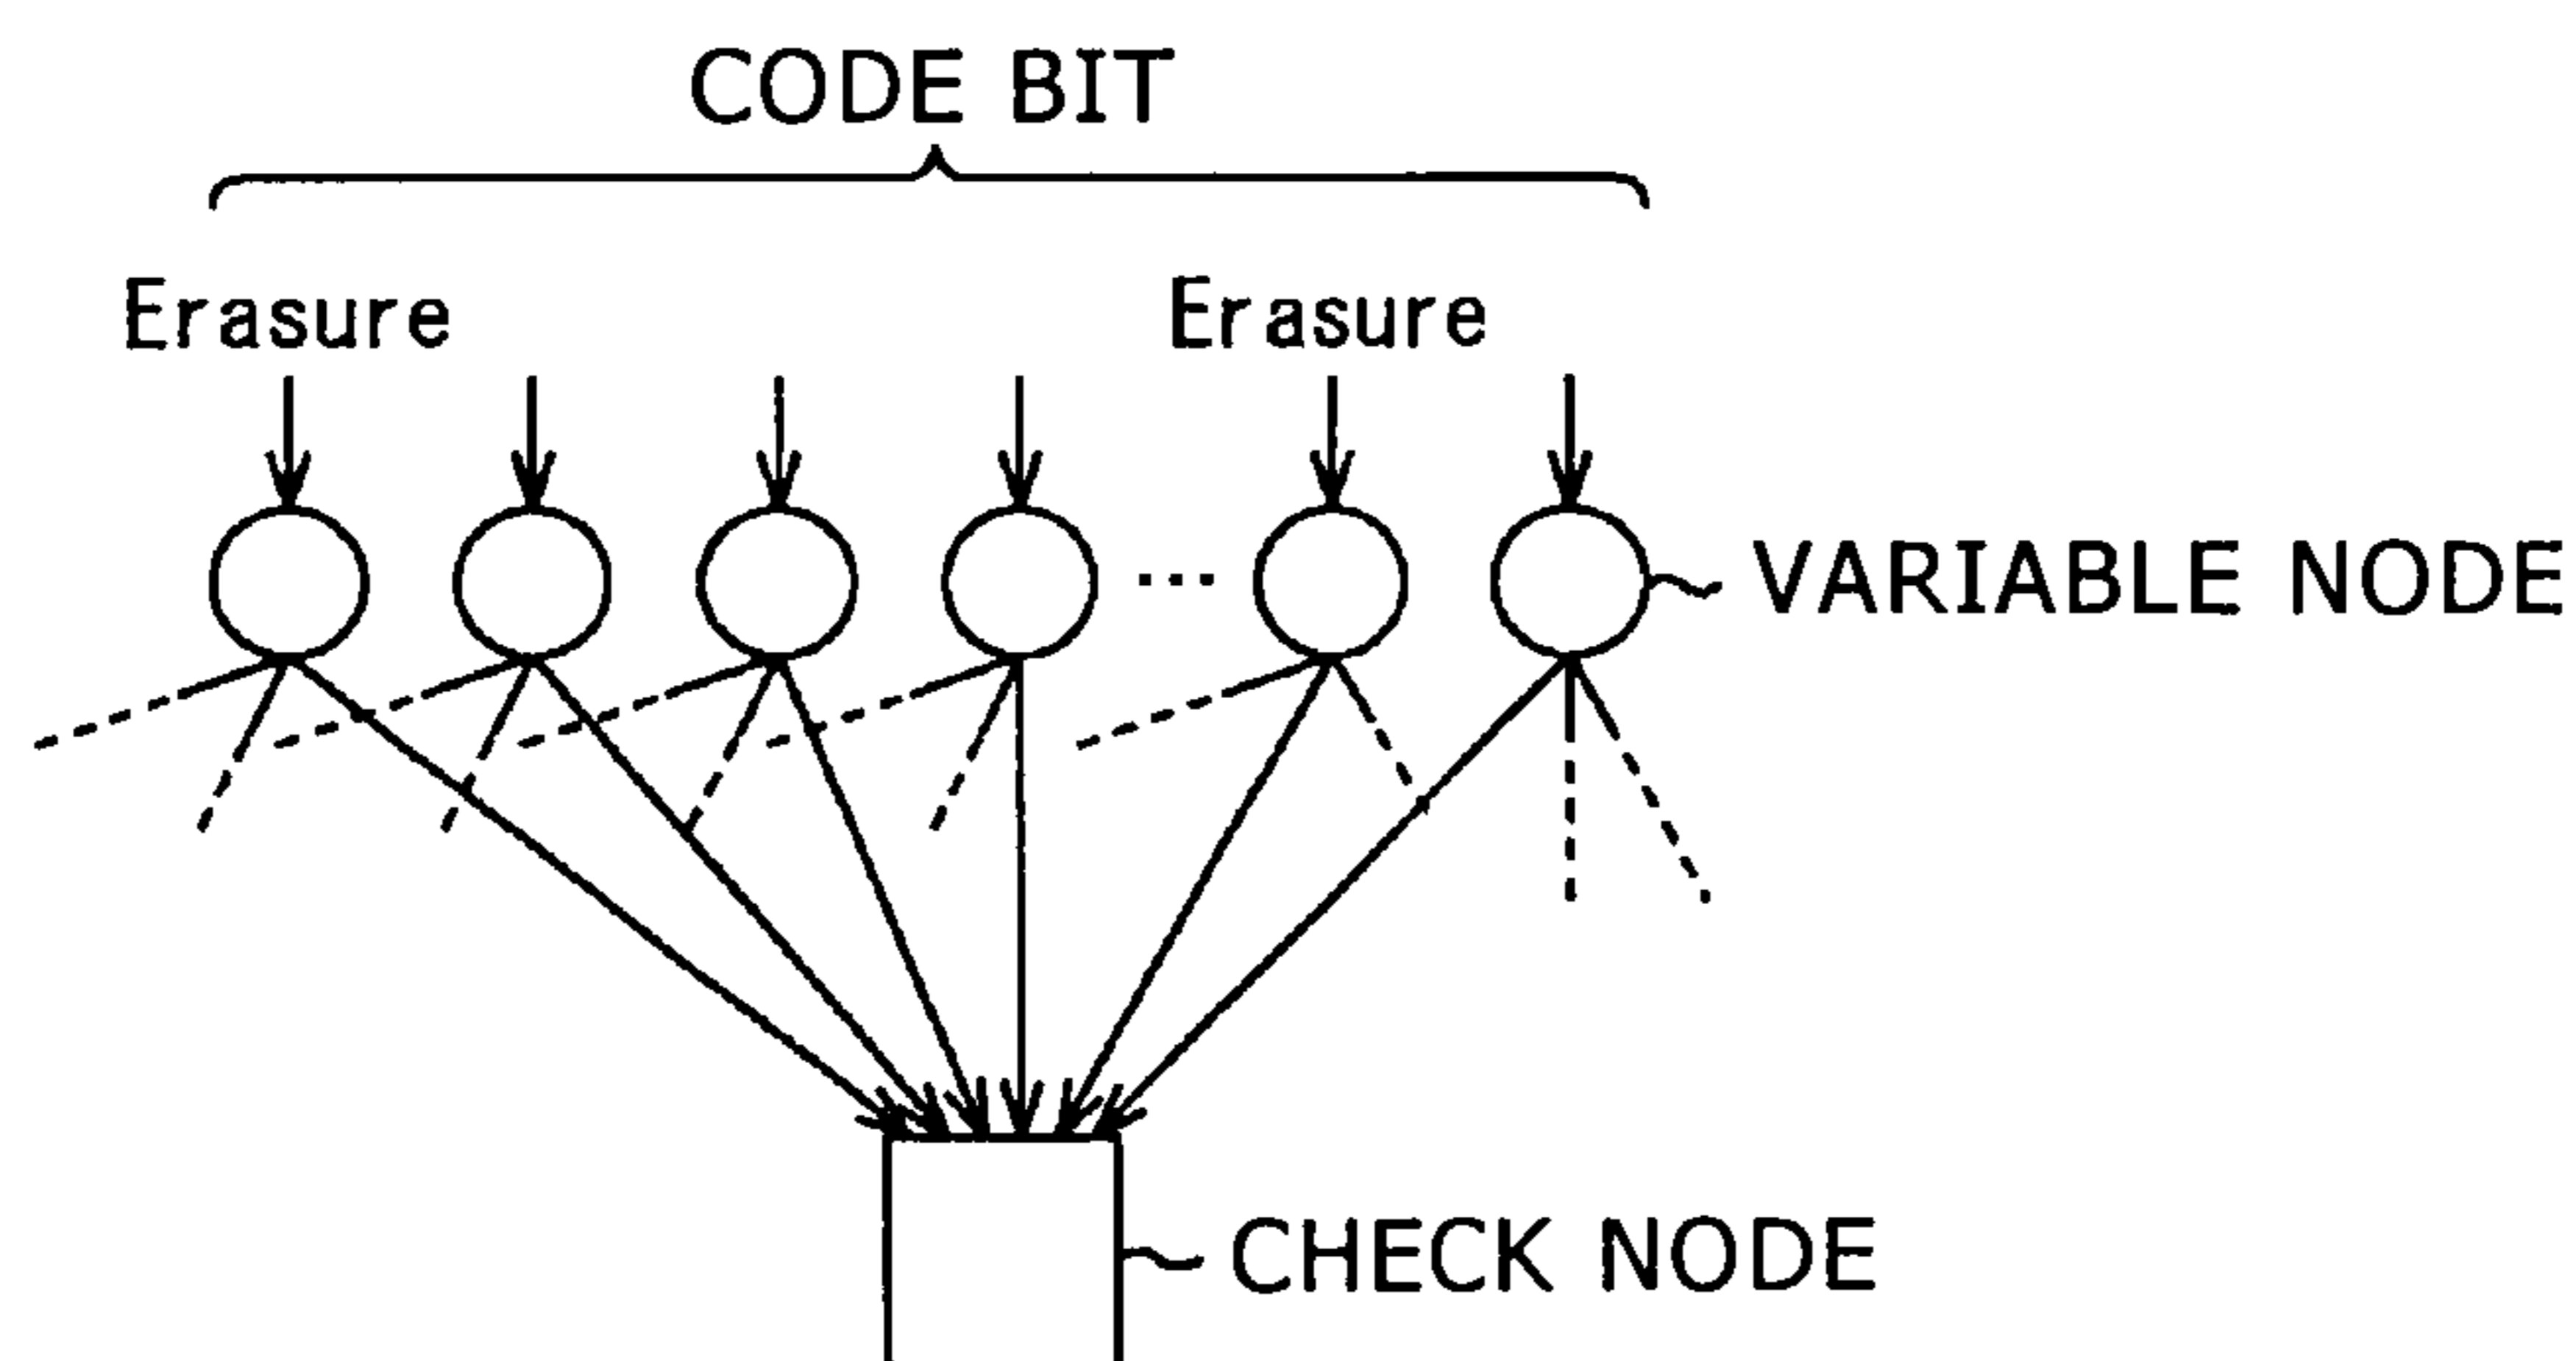 CODE BIT
Erasure Erasure
...
VARIABLE NODE
CHECK NODE